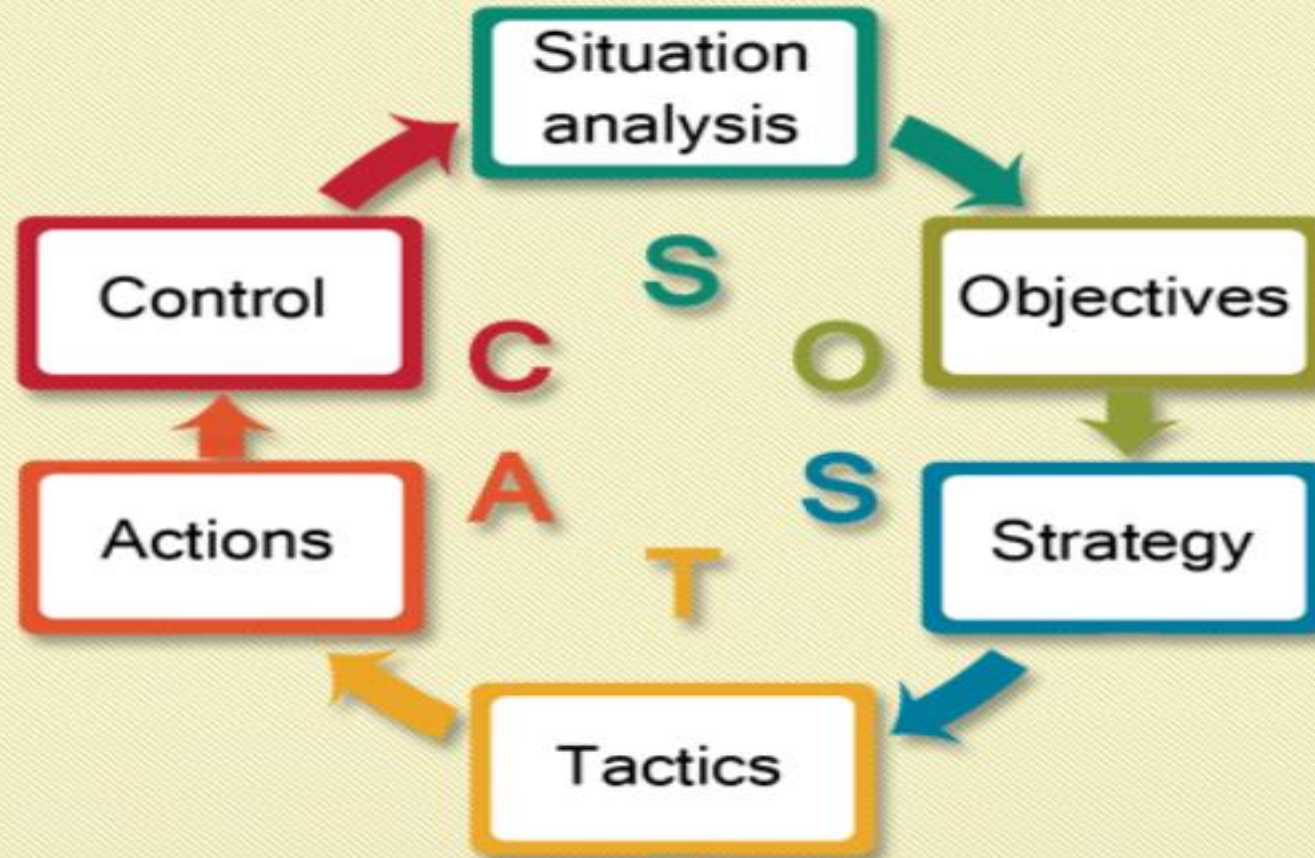 Situation
analysis
S
Control
Objectives
C
O
Actions
A
S
Strategy
T
Tactics